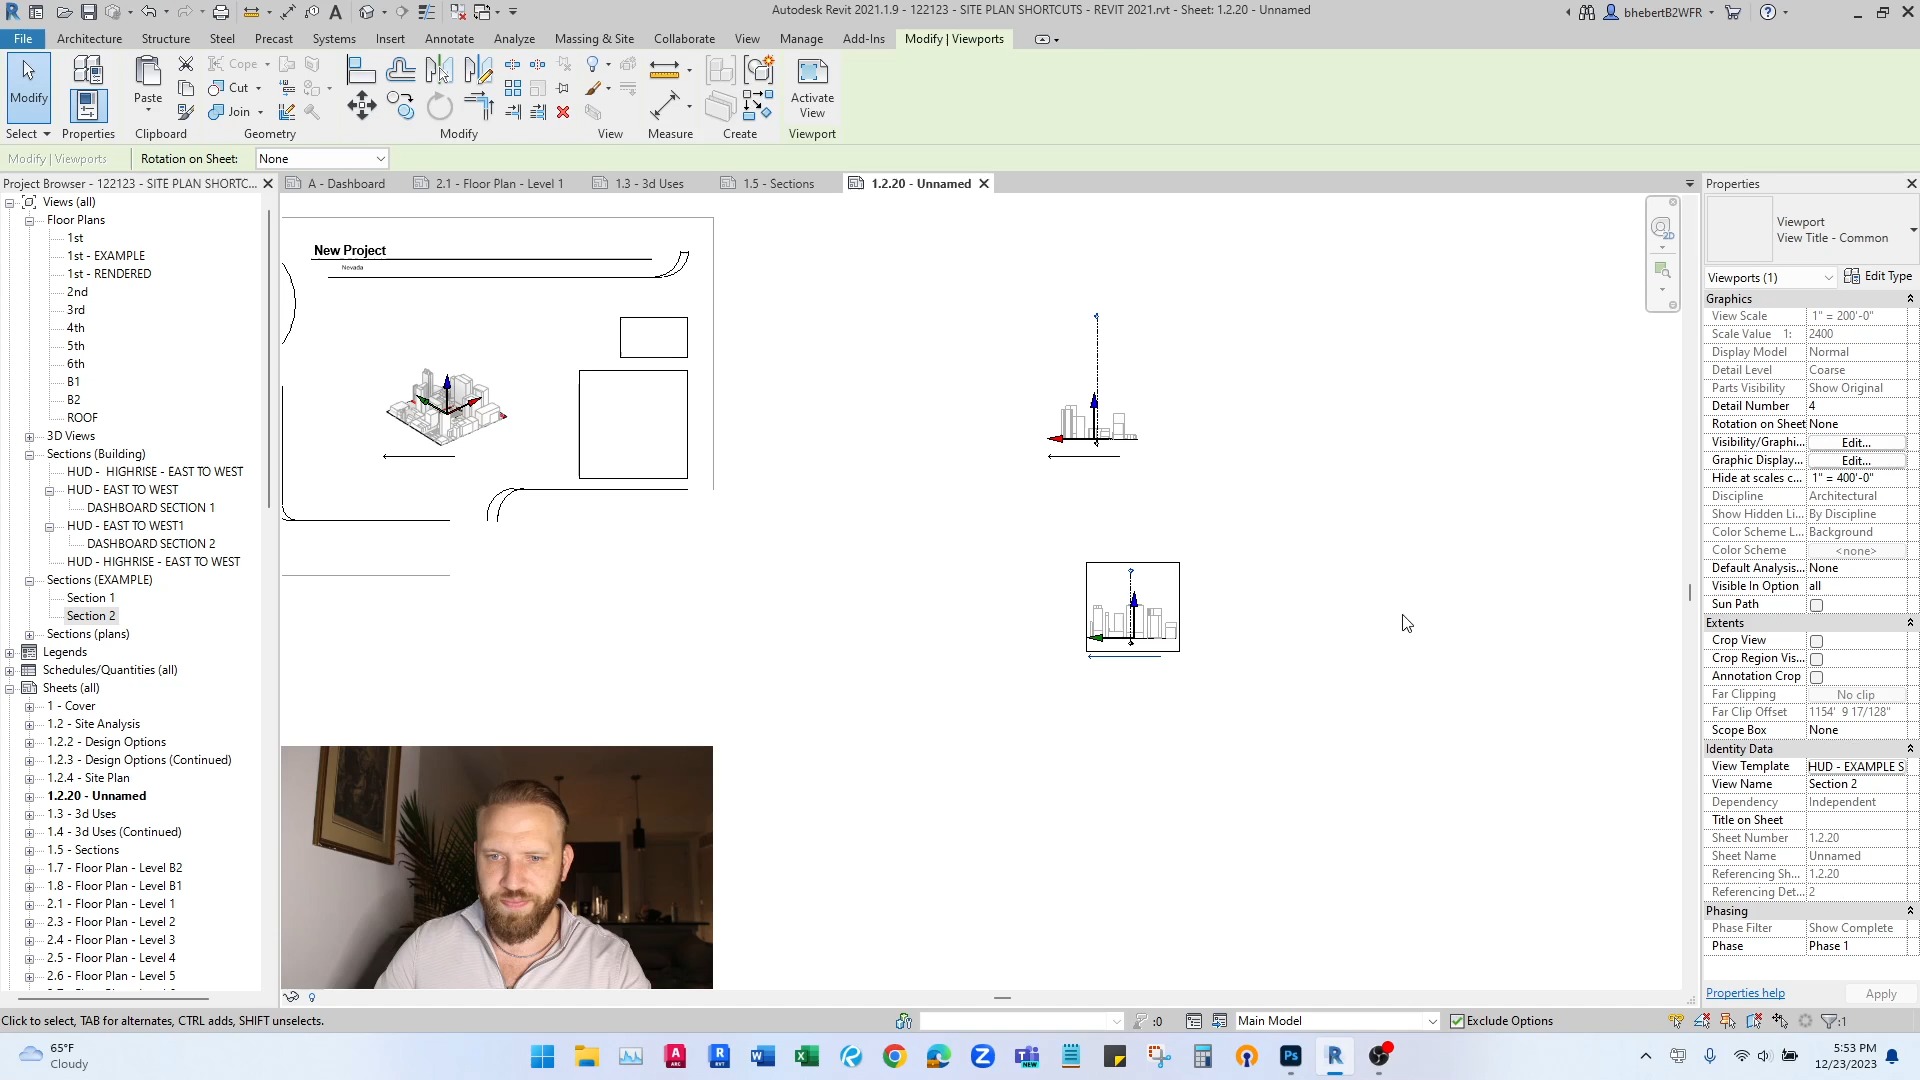 Autodesk Revit 2021.1.9 - 122123 - SITE PLAN SHORTCUTS - REVIT 2021.rvt - Sheet: 1.2.20 - Unnamed
bhebertB2WFR
File
Architecture
Structure
Steel
Precast
Systems
Insert
Annotate
Analyze
Massing & Site
Collaborate
View
Manage
Add-Ins
Modify | Viewports
Modify
Paste
Cope
Cut
Join
Activate
View
Select
Properties
Clipboard
Geometry
Modify
View
Measure
Create
Viewport
Modify | Viewports
Rotation on Sheet:
None
Project Browser - 122123 - SITE PLAN SHORTC...
A - Dashboard
2.1 - Floor Plan - Level 1
1.3 - 3d Uses
1.5 - Sections
1.2.20 - Unnamed
Views (all)
Floor Plans
1st
1st - EXAMPLE
1st - RENDERED
2nd
3rd
4th
5th
6th
B1
B2
ROOF
3D Views
Sections (Building)
HUD -  HIGHRISE - EAST TO WEST
HUD - EAST TO WEST
DASHBOARD SECTION 1
HUD - EAST TO WEST1
DASHBOARD SECTION 2
HUD - HIGHRISE - EAST TO WEST
Sections (EXAMPLE)
Section 1
Section 2
Sections (plans)
Legends
Schedules/Quantities (all)
Sheets (all)
1 - Cover
1.2 - Site Analysis
1.2.2 - Design Options
1.2.3 - Design Options (Continued)
1.2.4 - Site Plan
1.2.20 - Unnamed
1.3 - 3d Uses
1.4 - 3d Uses (Continued)
1.5 - Sections
1.7 - Floor Plan - Level B2
1.8 - Floor Plan - Level B1
2.1 - Floor Plan - Level 1
2.3 - Floor Plan - Level 2
2.4 - Floor Plan - Level 3
2.5 - Floor Plan - Level 4
2.6 - Floor Plan - Level 5
New Project
Nevada
2D
Properties
Viewport
View Title - Common
Viewports (1)
Edit Type
Graphics
View Scale 1" = 200'-0"
Scale Value 1: 2400
Display Model Normal
Detail Level Coarse
Parts Visibility Show Original
Detail Number 4
Rotation on Sheet None
Visibility/Graphi... Edit...
Graphic Display... Edit...
Hide at scales c... 1" = 400'-0"
Discipline Architectural
Show Hidden Li... By Discipline
Color Scheme L... Background
Color Scheme <none>
Default Analysis... None
Visible In Option all
Sun Path
Extents
Crop View
Crop Region Vis...
Annotation Crop
Far Clipping No clip
Far Clip Offset 1154'  9 17/128"
Scope Box None
Identity Data
View Template HUD - EXAMPLE S
View Name Section 2
Dependency Independent
Title on Sheet
Sheet Number 1.2.20
Sheet Name Unnamed
Referencing Sh... 1.2.20
Referencing Det... 2
Phasing
Phase Filter Show Complete
Phase Phase 1
Properties help
Apply
Click to select, TAB for alternates, CTRL adds, SHIFT unselects.
:0
Main Model
Exclude Options
:1
65°F
Cloudy
5:53 PM
12/23/2023